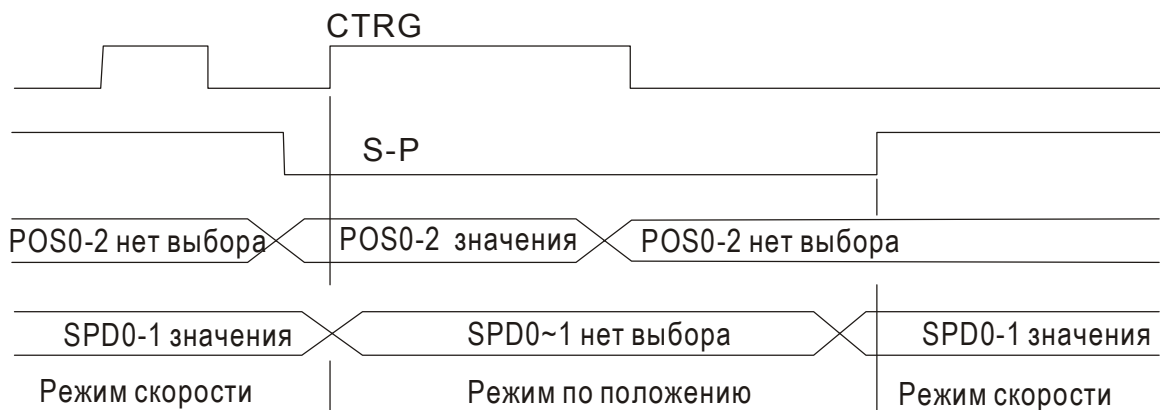 CTRG
S-P
POS0-2 нет выбора POS0-2 значения POS0-2 нет выбора
SPD0-1 значения SPD0~1 нет выбора SPD0-1 значения
Режим скорости Режим по положению Режим скорости